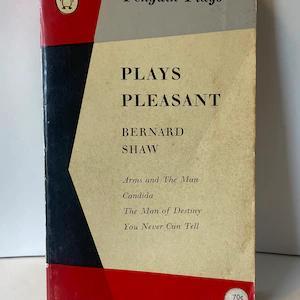 Penguin Plays
PLAYS
PLEASANT
BERNARD
SHAW
Arms and The Man
Candida
The Man of Destiny
You Never Can Tell
70c